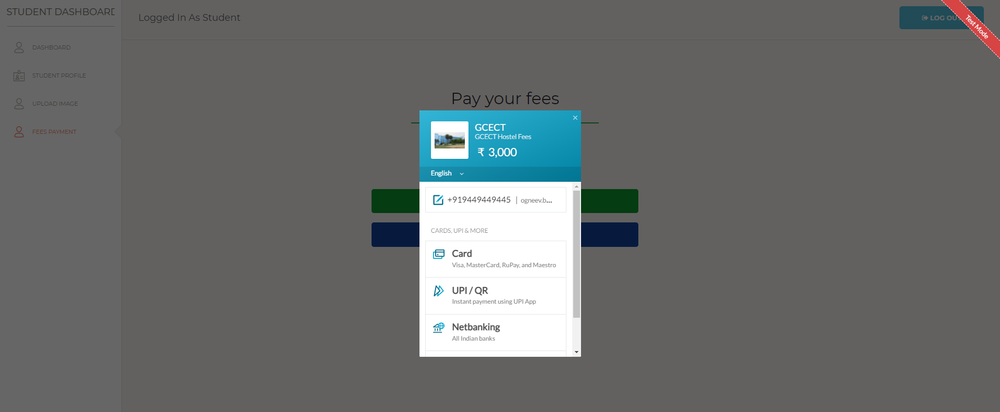 STUDENT DASHBOARD
DASHBOARD
STUDENT PROFILE
UPLOAD IMAGE
FEES PAYMENT
Logged In As Student
LOG OUT
Test Mode
Pay your fees
GCECT
GCECT Hostel Fees
₹ 3,000
English
+919449449445 | ogneev.b...
CARDS, UPI & MORE
Card
Visa, MasterCard, RuPay, and Maestro
UPI / QR
Instant payment using UPI App
Netbanking
All Indian banks